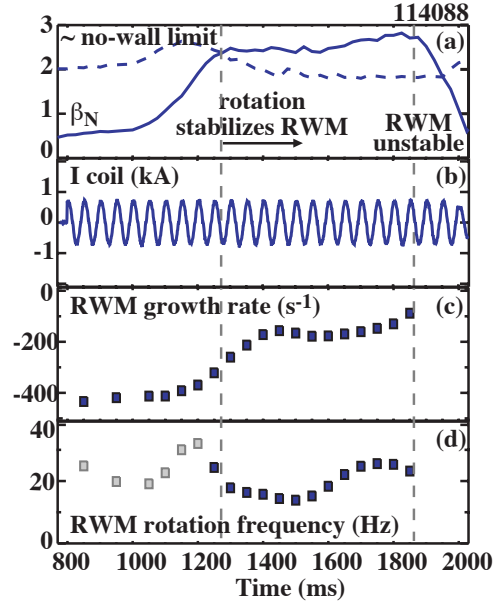 114088
3
~ no-wall limit
(a)
2
rotation
β_N
stabilizes RWM
RWM
unstable
1
0
I coil (kA)
(b)
1
0
-1
0
RWM growth rate (s⁻¹)
(c)
-200
-400
40
(d)
20
RWM rotation frequency (Hz)
0
800 1000 1200 1400 1600 1800 2000
Time (ms)